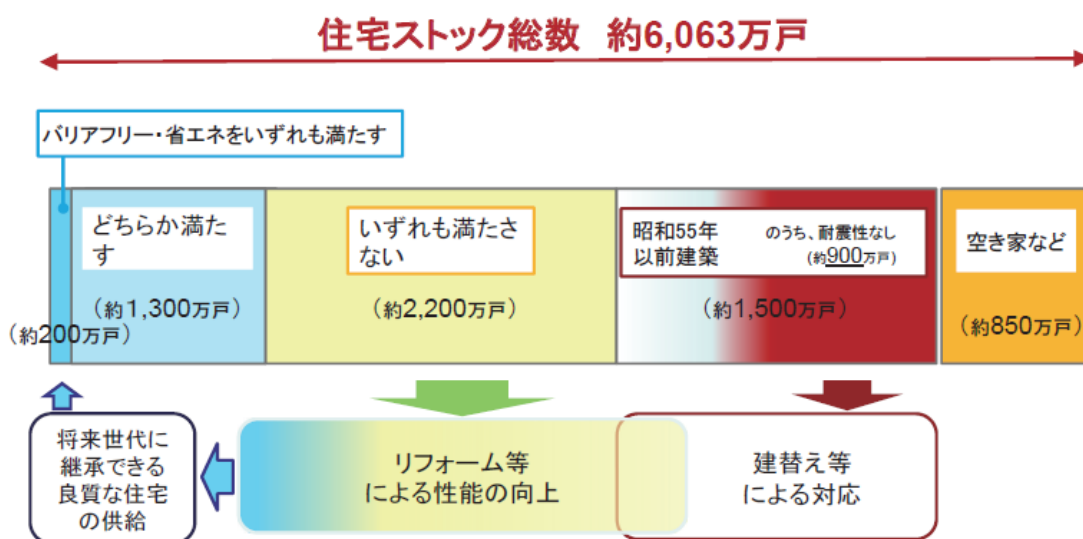 住宅ストック総数 約6,063万戸
バリアフリー・省エネをいずれも満たす
どちらか満た
す
(約1,300万戸)
(約200万戸)
いずれも満たさ
ない
(約2,200万戸)
昭和55年
以前建築
のうち、耐震性なし
(約900万戸)
(約1,500万戸)
空き家など
(約850万戸)
将来世代に
継承できる
良質な住宅
の供給
リフォーム等
による性能の向上
建替え等
による対応